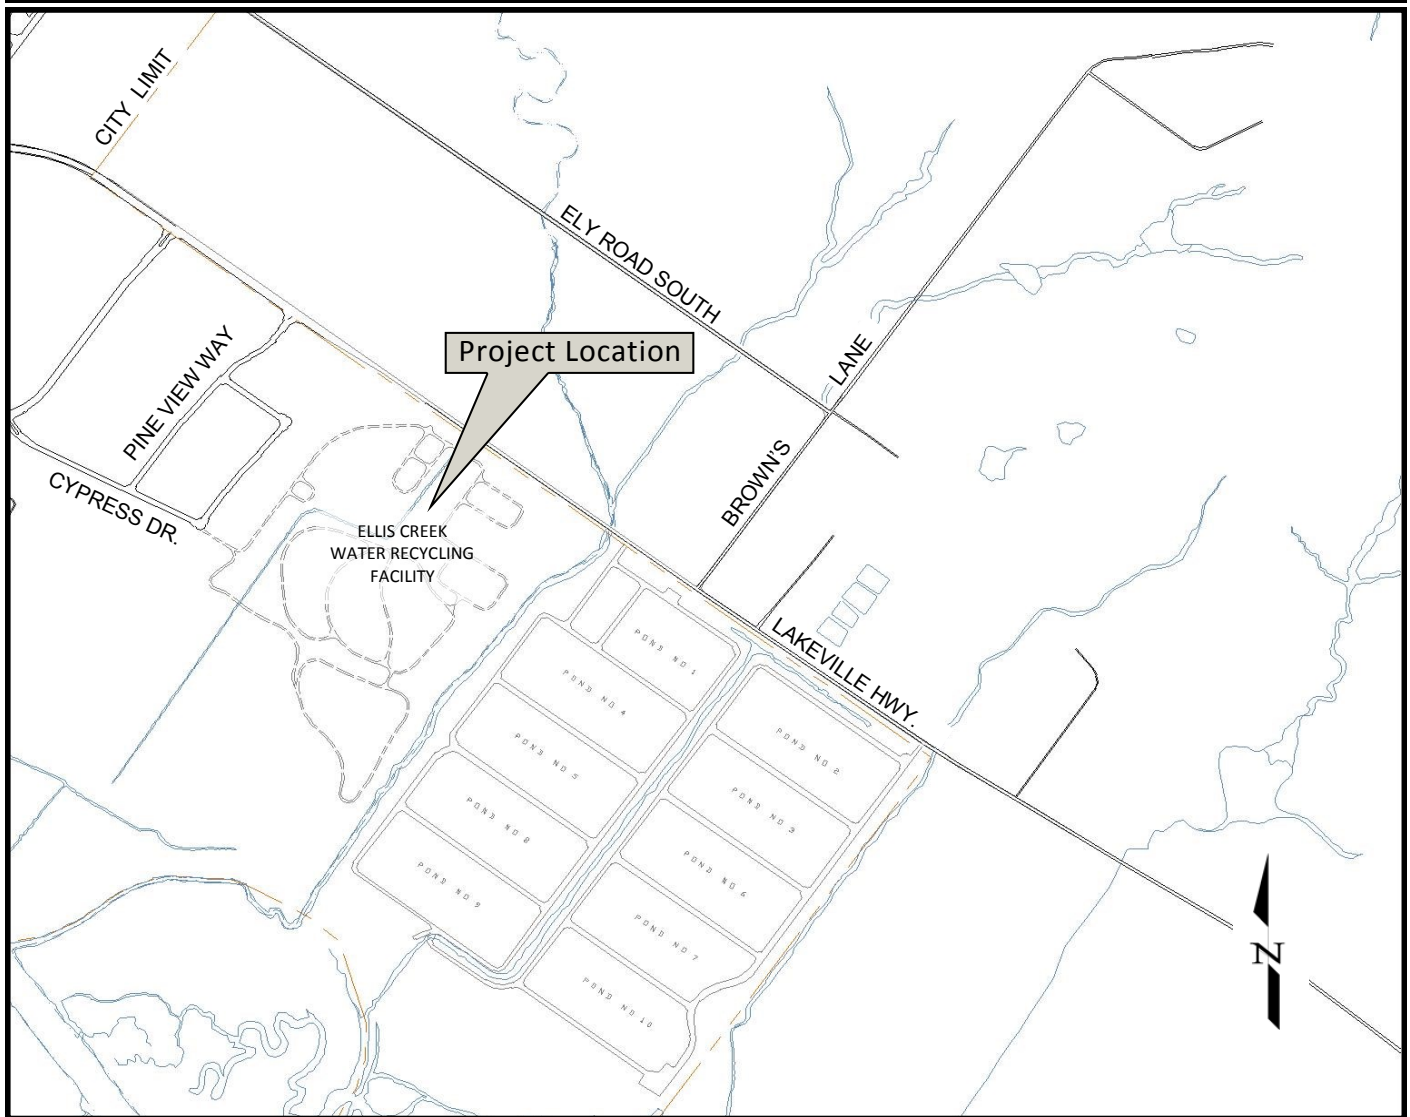 CITY LIMIT
ELY ROAD SOUTH
Project Location
LANE
PINE VIEW WAY
BROWN'S
CYPRESS DR.
ELLIS CREEK
WATER RECYCLING
FACILITY
LAKEVILLE HWY.
POND NO 1
POND NO. 4
POND NO. 2
POND NO. 5
POND NO. 3
POND NO 8
POND NO. 6
POND NO. 9
POND NO. 7
POND NO. 10
N